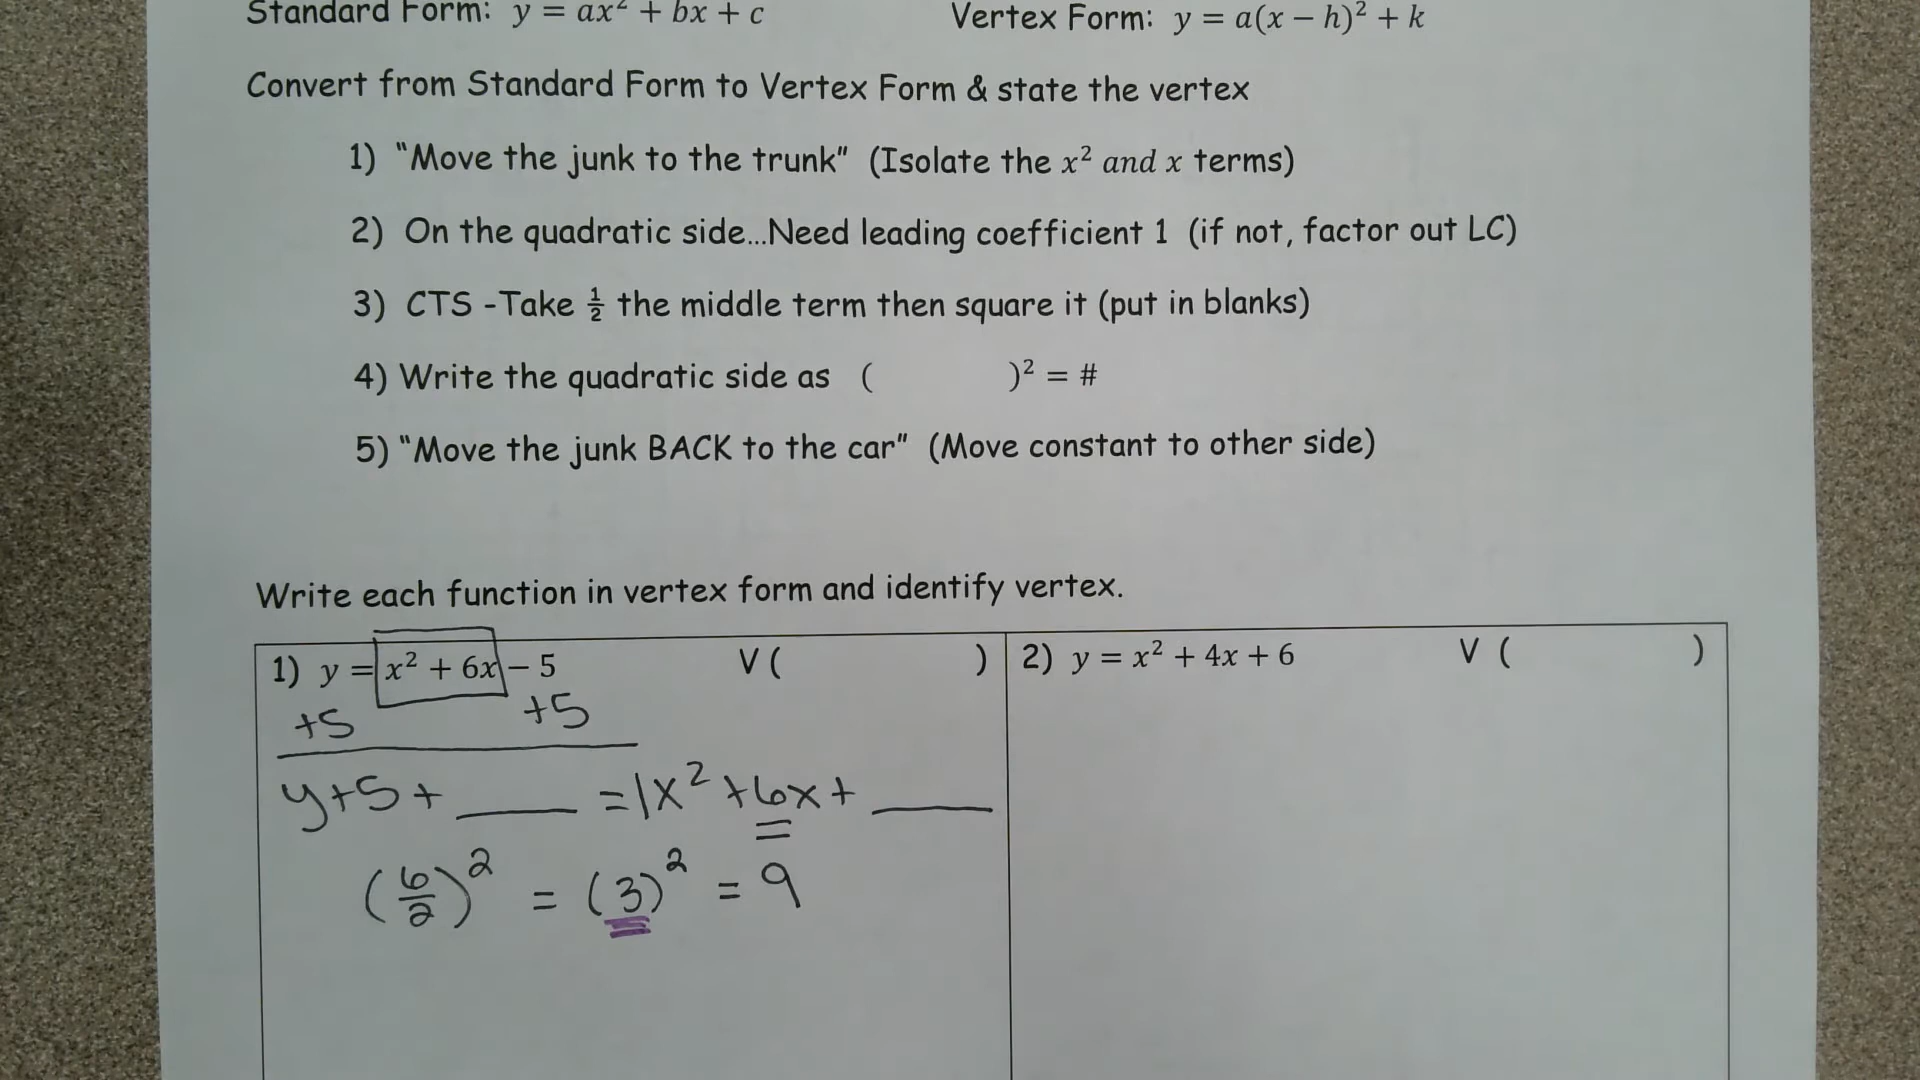 Standard Form: y = ax² + bx + c Vertex Form: y = a(x − h)² + k
Convert from Standard Form to Vertex Form & state the vertex
1) "Move the junk to the trunk" (Isolate the x² and x terms)
2) On the quadratic side...Need leading coefficient 1 (if not, factor out LC)
3) CTS -Take ½ the middle term then square it (put in blanks)
4) Write the quadratic side as ( )² = #
5) "Move the junk BACK to the car" (Move constant to other side)
Write each function in vertex form and identify vertex.
1) y = x² + 6x − 5 V ( )
+5 +5
y+5+ ____ = 1x² +6x+ ____
(6/2)² = (3)² = 9
2) y = x² + 4x + 6 V ( )